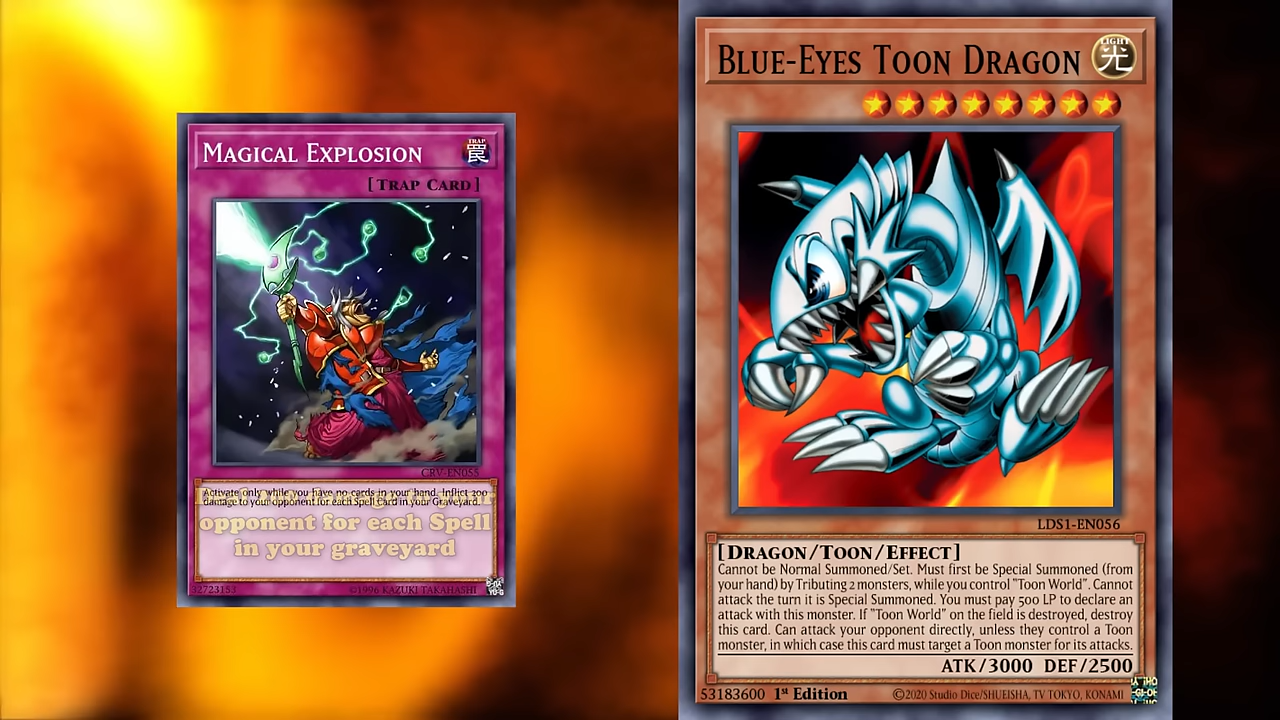 MAGICAL EXPLOSION
TRAP
罠
[TRAP CARD]
CRV-EN055
Activate only while you have no cards in your hand. Inflict 200
damage to your opponent for each Spell Card in your Graveyard.
opponent for each Spell
in your graveyard
32723153
©1996 KAZUKI TAKAHASHI
BLUE-EYES TOON DRAGON
LIGHT
光
LDS1-EN056
[DRAGON/TOON/EFFECT]
Cannot be Normal Summoned/Set. Must first be Special Summoned (from
your hand) by Tributing 2 monsters, while you control "Toon World". Cannot
attack the turn it is Special Summoned. You must pay 500 LP to declare an
attack with this monster. If "Toon World" on the field is destroyed, destroy
this card. Can attack your opponent directly, unless they control a Toon
monster, in which case this card must target a Toon monster for its attacks.
ATK/3000 DEF/2500
53183600 1st Edition
©2020 Studio Dice/SHUEISHA, TV TOKYO, KONAMI